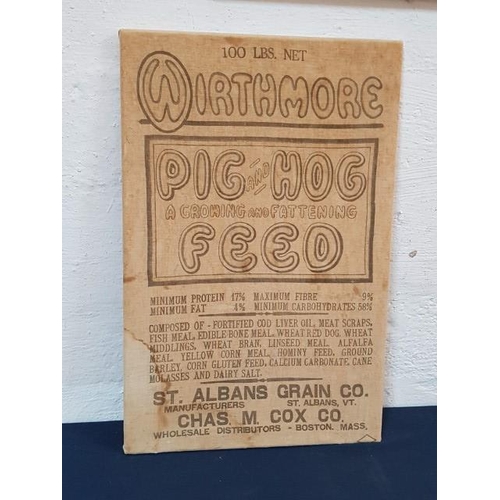 100 LBS. NET
WIRTHMORE
PIG AND HOG
A GROWING AND FATTENING
FEED
MINIMUM PROTEIN 17% MAXIMUM FIBRE 9%
MINIMUM FAT 4% MINIMUM CARBOHYDRATES 58%
COMPOSED OF - FORTIFIED COD LIVER OIL, MEAT SCRAPS,
FISH MEAL, EDIBLE BONE MEAL, WHEAT RED DOG, WHEAT
MIDDLINGS, WHEAT BRAN, LINSEED MEAL, ALFALFA
MEAL, YELLOW CORN MEAL, HOMINY FEED, GROUND
BARLEY, CORN GLUTEN FEED, CALCIUM CARBONATE, CANE
MOLASSES AND DAIRY SALT.
ST. ALBANS GRAIN CO.
MANUFACTURERS ST. ALBANS, VT.
CHAS. M. COX CO.
WHOLESALE DISTRIBUTORS - BOSTON. MASS.